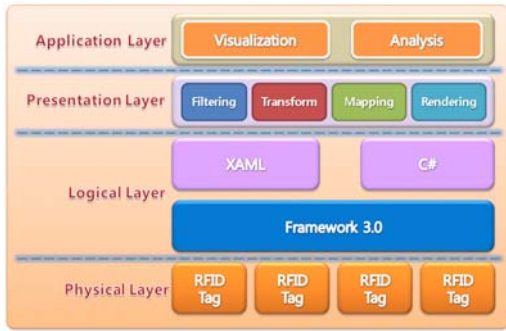 Application Layer
Visualization
Analysis
Presentation Layer
Filtering
Transform
Mapping
Rendering
Logical Layer
XAML
C#
Framework 3.0
Physical Layer
RFID
Tag
RFID
Tag
RFID
Tag
RFID
Tag